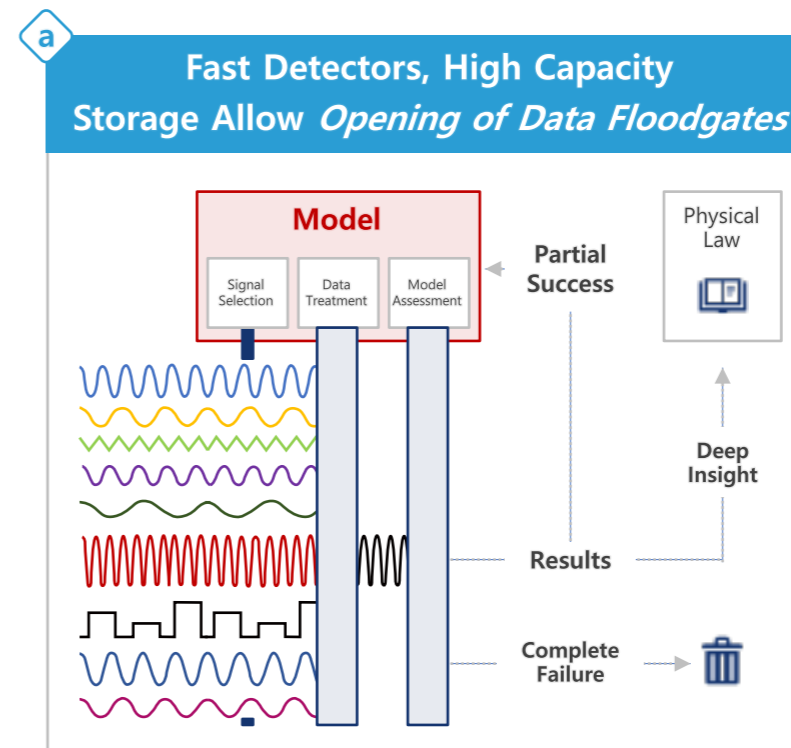 a
Fast Detectors, High Capacity
Storage Allow Opening of Data Floodgates
Model
Signal
Selection
Data
Treatment
Model
Assessment
Partial
Success
Physical
Law
Deep
Insight
Results
Complete
Failure